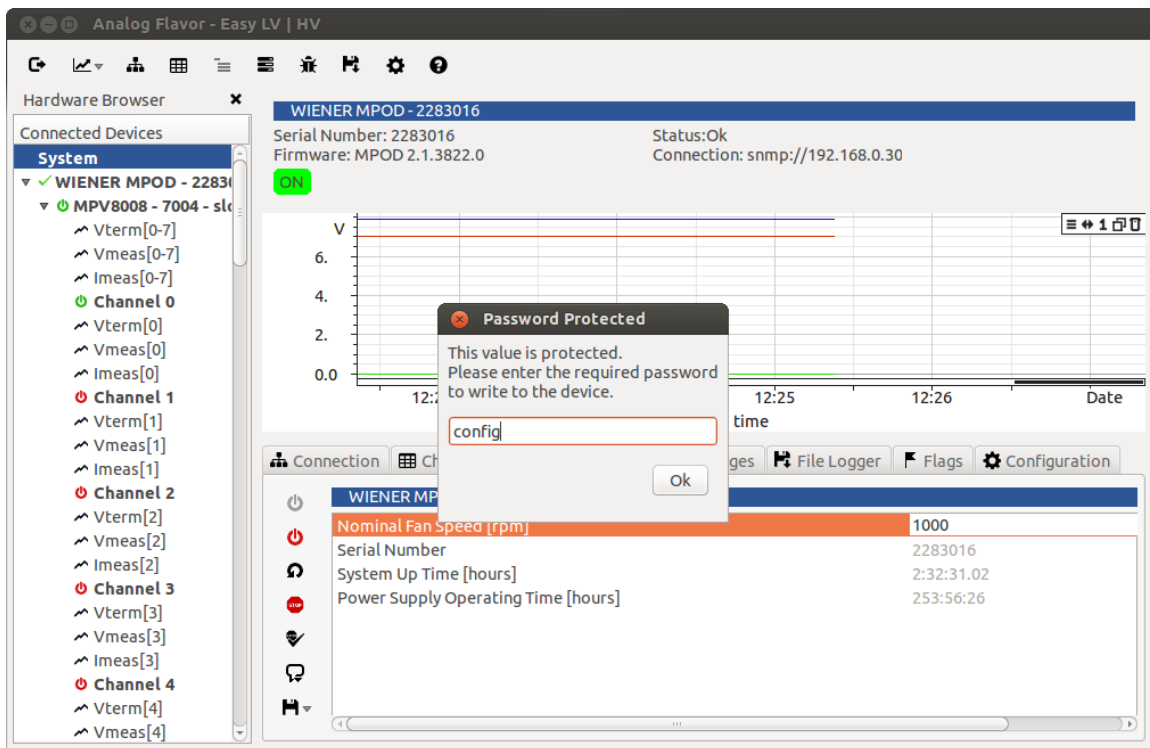 Analog Flavor - Easy LV | HV
Hardware Browser
Connected Devices
System
WIENER MPOD - 2283
MPV8008 - 7004 - slo
Vterm[0-7]
Vmeas[0-7]
Imeas[0-7]
Channel 0
Vterm[0]
Vmeas[0]
Imeas[0]
Channel 1
Vterm[1]
Vmeas[1]
Imeas[1]
Channel 2
Vterm[2]
Vmeas[2]
Imeas[2]
Channel 3
Vterm[3]
Vmeas[3]
Imeas[3]
Channel 4
Vterm[4]
Vmeas[4]
WIENER MPOD - 2283016
Serial Number: 2283016
Status:Ok
Firmware: MPOD 2.1.3822.0
Connection: snmp://192.168.0.30
ON
1
V
6.
4.
2.
0.0
12:25
12:26
Date
time
Password Protected
This value is protected.
Please enter the required password
to write to the device.
config
Ok
Connection
File Logger
Flags
Configuration
WIENER MP
Nominal Fan Speed [rpm] 1000
Serial Number 2283016
System Up Time [hours] 2:32:31.02
Power Supply Operating Time [hours] 253:56:26
STOP